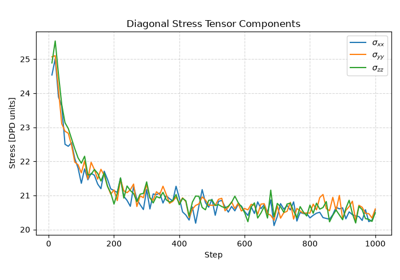 Diagonal Stress Tensor Components
Stress [DPD units]
25
24
23
22
21
20
σxx
σyy
σzz
0
200
400
600
800
1000
Step